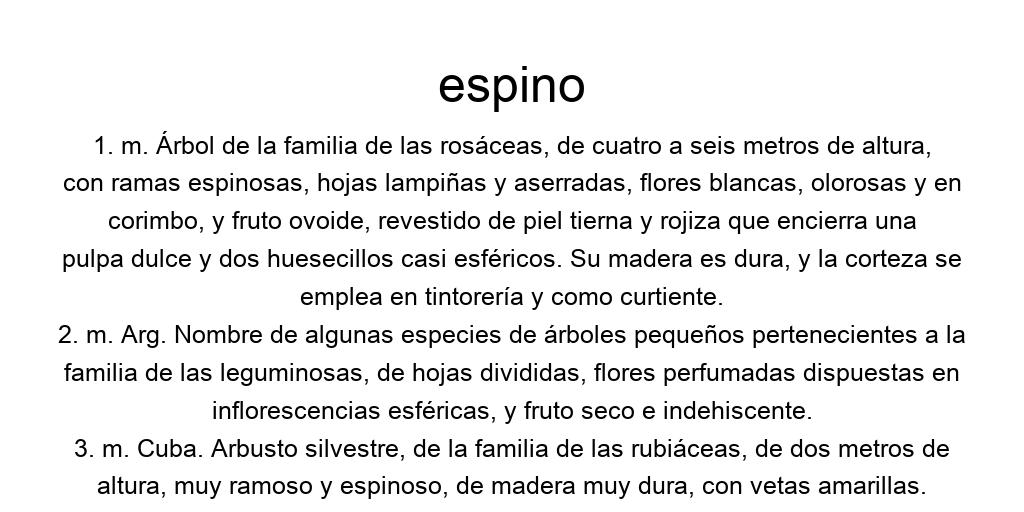 espino
1. m. Árbol de la familia de las rosáceas, de cuatro a seis metros de altura,
con ramas espinosas, hojas lampiñas y aserradas, flores blancas, olorosas y en
corimbo, y fruto ovoide, revestido de piel tierna y rojiza que encierra una
pulpa dulce y dos huesecillos casi esféricos. Su madera es dura, y la corteza se
emplea en tintorería y como curtiente.
2. m. Arg. Nombre de algunas especies de árboles pequeños pertenecientes a la
familia de las leguminosas, de hojas divididas, flores perfumadas dispuestas en
inflorescencias esféricas, y fruto seco e indehiscente.
3. m. Cuba. Arbusto silvestre, de la familia de las rubiáceas, de dos metros de
altura, muy ramoso y espinoso, de madera muy dura, con vetas amarillas.